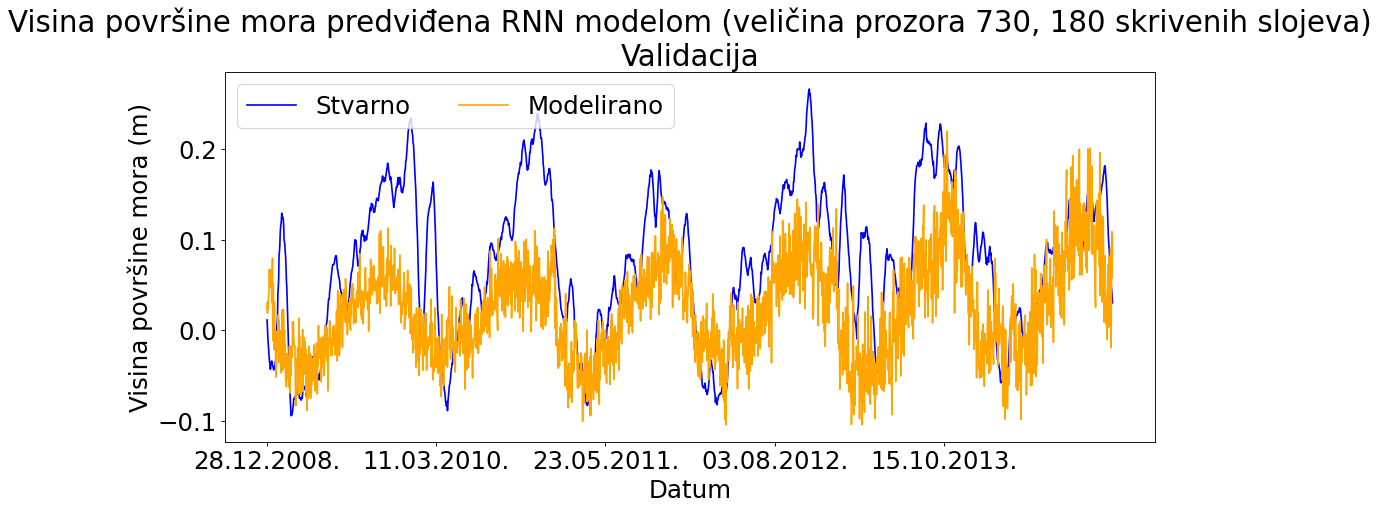 Visina površine mora predviđena RNN modelom (veličina prozora 730, 180 skrivenih slojeva)
Validacija
Stvarno Modelirano
Visina površine mora (m)
0.2
0.1
0.0
−0.1
28.12.2008. 11.03.2010. 23.05.2011. 03.08.2012. 15.10.2013.
Datum